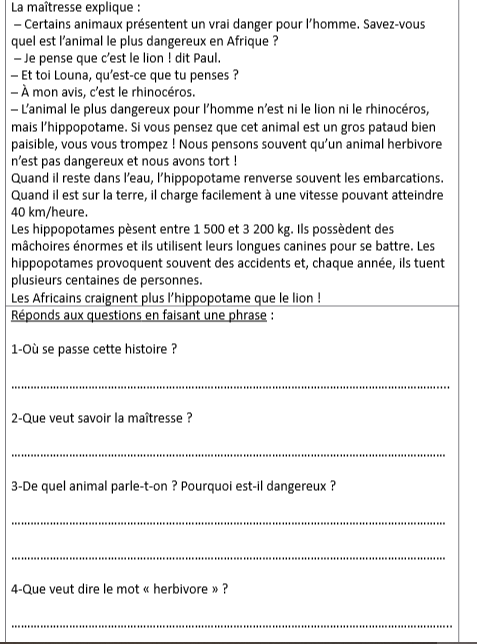 La maîtresse explique :
– Certains animaux présentent un vrai danger pour l’homme. Savez-vous
quel est l’animal le plus dangereux en Afrique ?
– Je pense que c’est le lion ! dit Paul.
– Et toi Louna, qu’est-ce que tu penses ?
– À mon avis, c’est le rhinocéros.
– L’animal le plus dangereux pour l’homme n’est ni le lion ni le rhinocéros,
mais l’hippopotame. Si vous pensez que cet animal est un gros pataud bien
paisible, vous vous trompez ! Nous pensons souvent qu’un animal herbivore
n’est pas dangereux et nous avons tort !
Quand il reste dans l’eau, l’hippopotame renverse souvent les embarcations.
Quand il est sur la terre, il charge facilement à une vitesse pouvant atteindre
40 km/heure.
Les hippopotames pèsent entre 1 500 et 3 200 kg. Ils possèdent des
mâchoires énormes et ils utilisent leurs longues canines pour se battre. Les
hippopotames provoquent souvent des accidents et, chaque année, ils tuent
plusieurs centaines de personnes.
Les Africains craignent plus l’hippopotame que le lion !
Réponds aux questions en faisant une phrase :
1-Où se passe cette histoire ?
2-Que veut savoir la maîtresse ?
3-De quel animal parle-t-on ? Pourquoi est-il dangereux ?
4-Que veut dire le mot « herbivore » ?